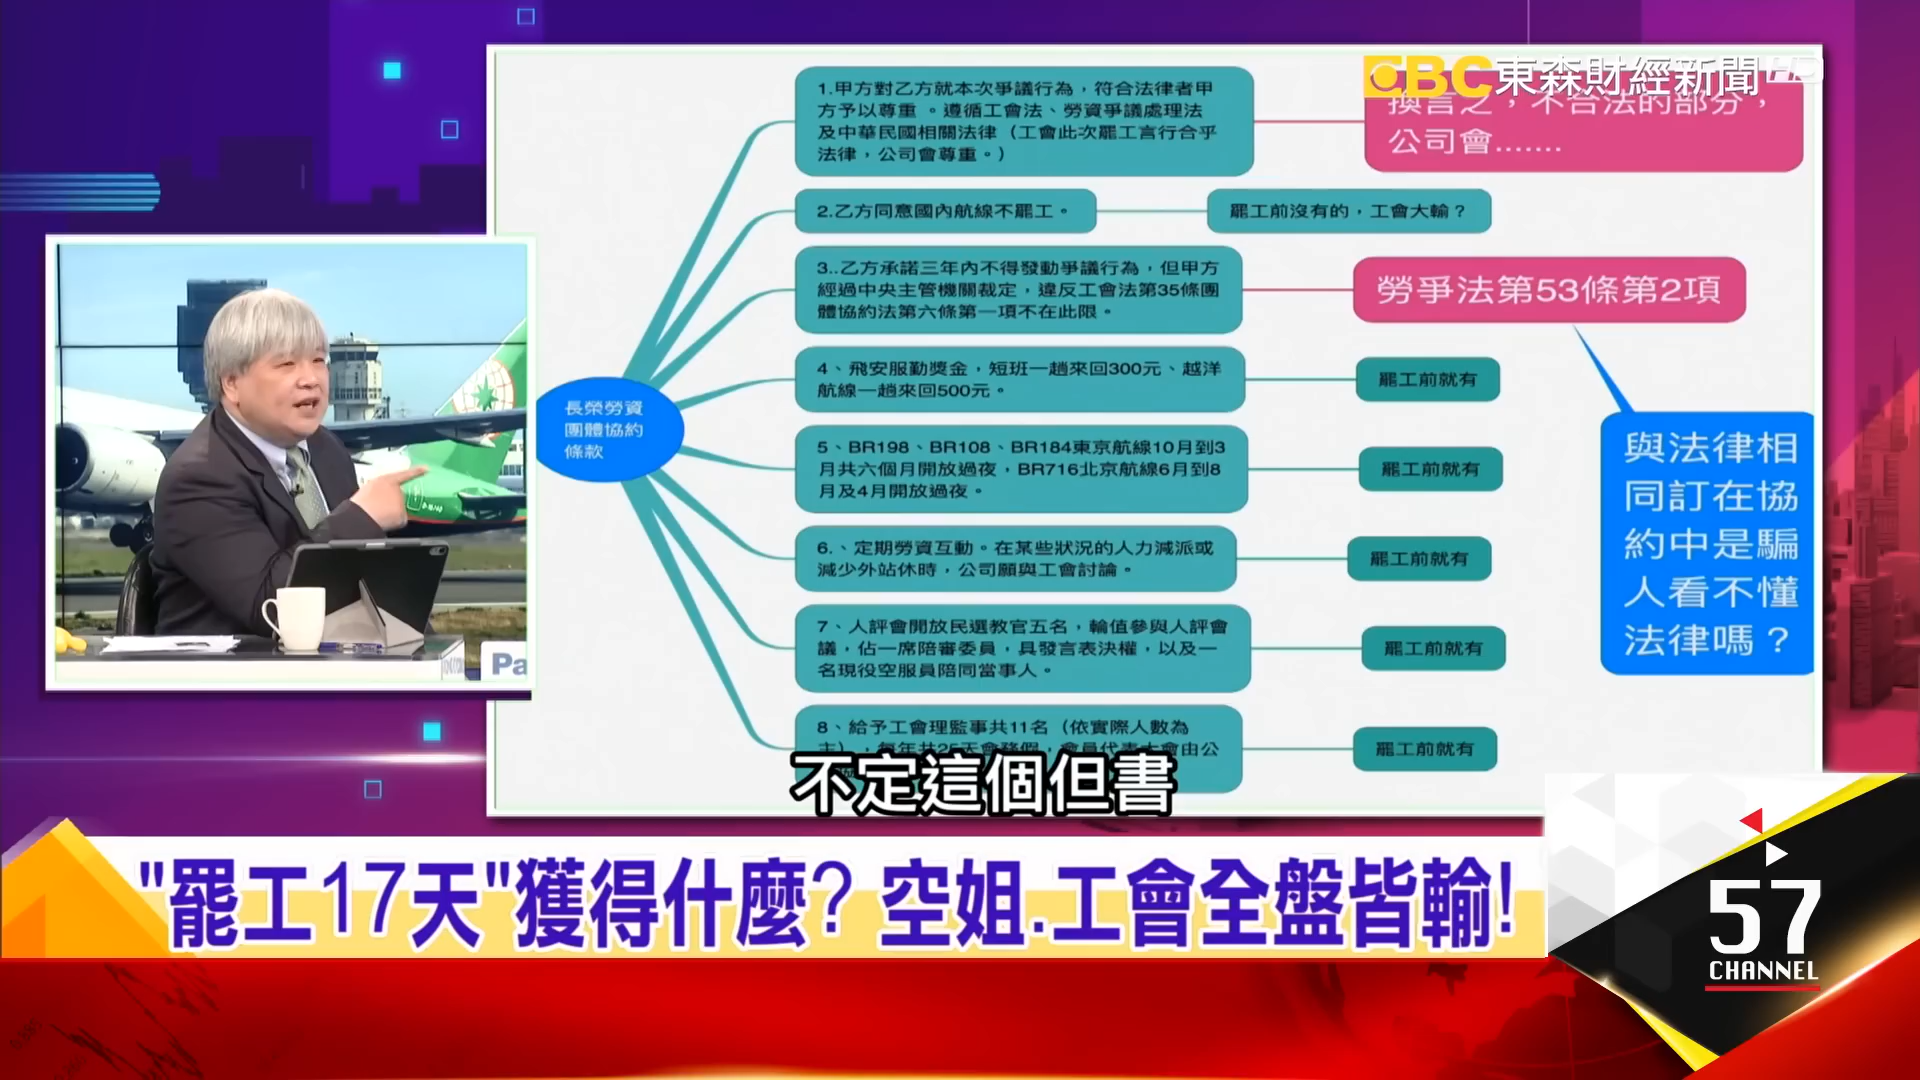 EBC 東森財經新聞 HD
1.甲方對乙方就本次爭議行為，符合法律者甲
方予以尊重 。遵循工會法、勞資爭議處理法
及中華民國相關法律（工會此次罷工言行合乎
法律，公司會尊重。）
換言之，不合法的部分，
公司會.......
2.乙方同意國內航線不罷工。
罷工前沒有的，工會大輸？
3..乙方承諾三年內不得發動爭議行為，但甲方
經過中央主管機關裁定，違反工會法第35條團
體協約法第六條第一項不在此限。
勞爭法第53條第2項
4、飛安服勤獎金，短班一趟來回300元、越洋
航線一趟來回500元。
罷工前就有
長榮勞資
團體協約
條款
5、BR198、BR108、BR184東京航線10月到3
月共六個月開放過夜，BR716北京航線6月到8
月及4月開放過夜。
罷工前就有
與法律相
同訂在協
約中是騙
人看不懂
法律嗎？
6.、定期勞資互動。在某些狀況的人力減派或
減少外站休時，公司願與工會討論。
罷工前就有
7、人評會開放民選教官五名，輪值參與人評會
議，佔一席陪審委員，具發言表決權，以及一
名現役空服員陪同當事人。
罷工前就有
8、給予工會理監事共11名（依實際人數為
主），每年共25天會務假，會員代表大會由公
罷工前就有
Pa
不定這個但書
"罷工17天"獲得什麼? 空姐.工會全盤皆輸!
57
CHANNEL